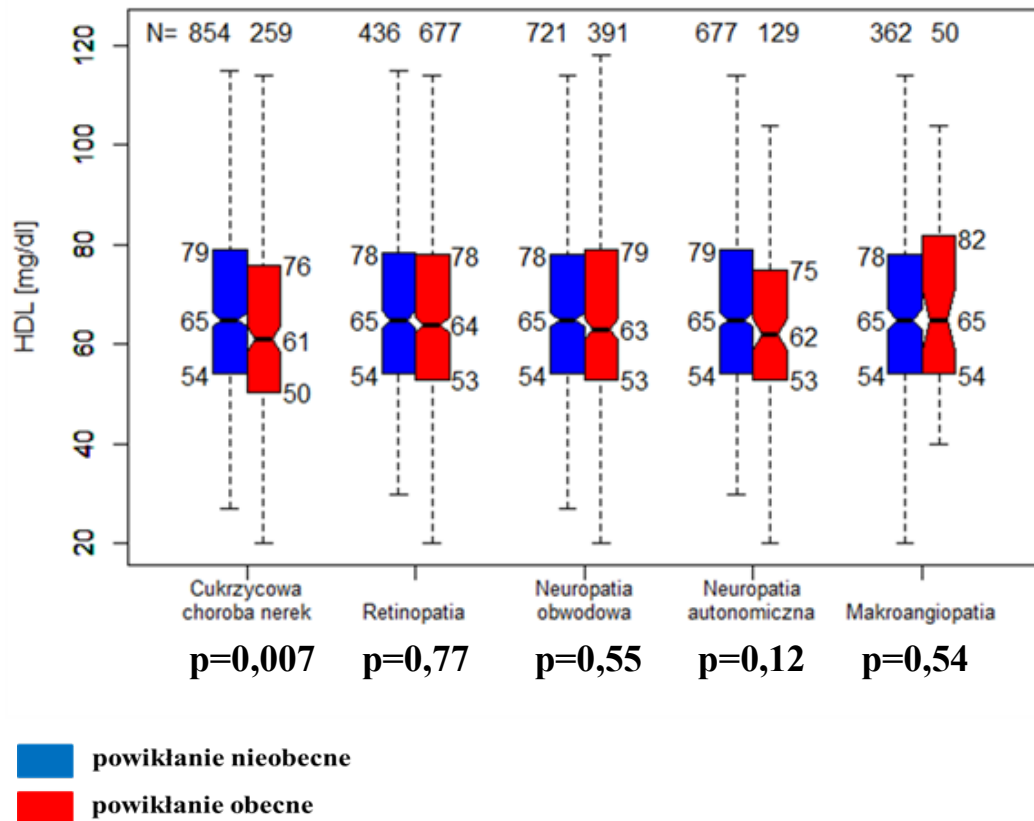 N= 854 259 436 677 721 391 677 129 362 50
120
100
80
60
40
20
HDL [mg/dl]
79 76 78 78 78 79 79 75 78 82
65 61 65 64 65 63 65 62 65 65
54 50 54 53 54 53 54 53 54 54
Cukrzycowa
choroba nerek
Retinopatia
Neuropatia
obwodowa
Neuropatia
autonomiczna
Makroangiopatia
p=0,007 p=0,77 p=0,55 p=0,12 p=0,54
powikłanie nieobecne
powikłanie obecne